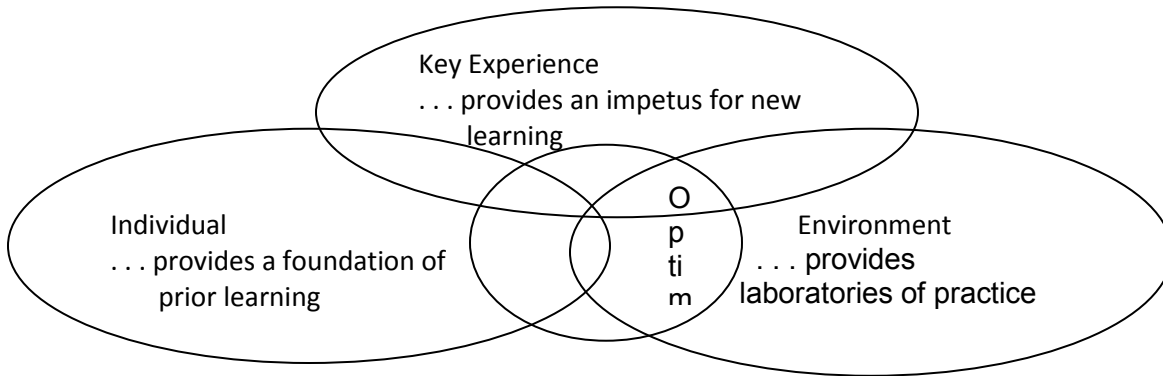 Key Experience
. . . provides an impetus for new
learning
Individual
. . . provides a foundation of
prior learning
O
p
ti
m
Environment
. . . provides
laboratories of practice